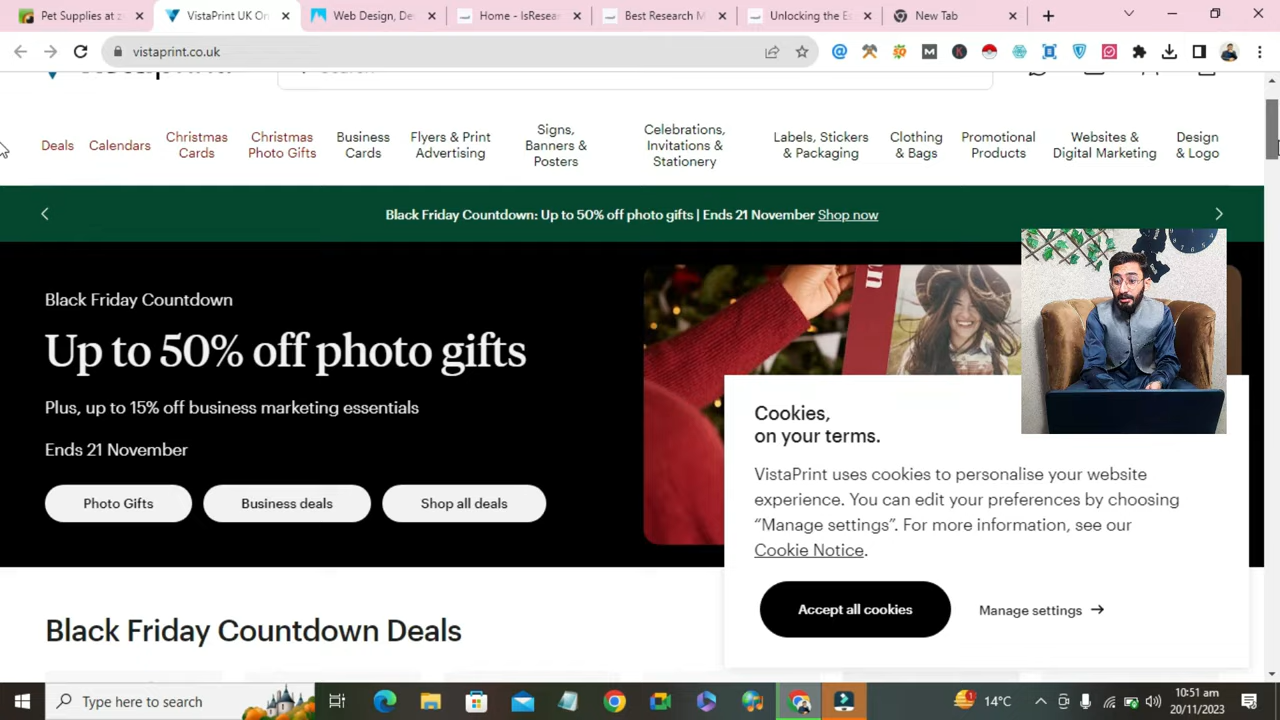 Pet Supplies at z
VistaPrint UK On
Web Design, De
Home - IsResea
Best Research M
Unlocking the Es
New Tab
vistaprint.co.uk
Deals
Calendars
Christmas
Cards
Christmas
Photo Gifts
Business
Cards
Flyers & Print
Advertising
Signs,
Banners &
Posters
Celebrations,
Invitations &
Stationery
Labels, Stickers
& Packaging
Clothing
& Bags
Promotional
Products
Websites &
Digital Marketing
Design
& Logo
Black Friday Countdown: Up to 50% off photo gifts | Ends 21 November Shop now
Black Friday Countdown
Up to 50% off photo gifts
Plus, up to 15% off business marketing essentials
Ends 21 November
Photo Gifts
Business deals
Shop all deals
Cookies,
on your terms.
VistaPrint uses cookies to personalise your website
experience. You can edit your preferences by choosing
“Manage settings”. For more information, see our
Cookie Notice.
Accept all cookies
Manage settings
Black Friday Countdown Deals
Type here to search
14°C
10:51 am
20/11/2023